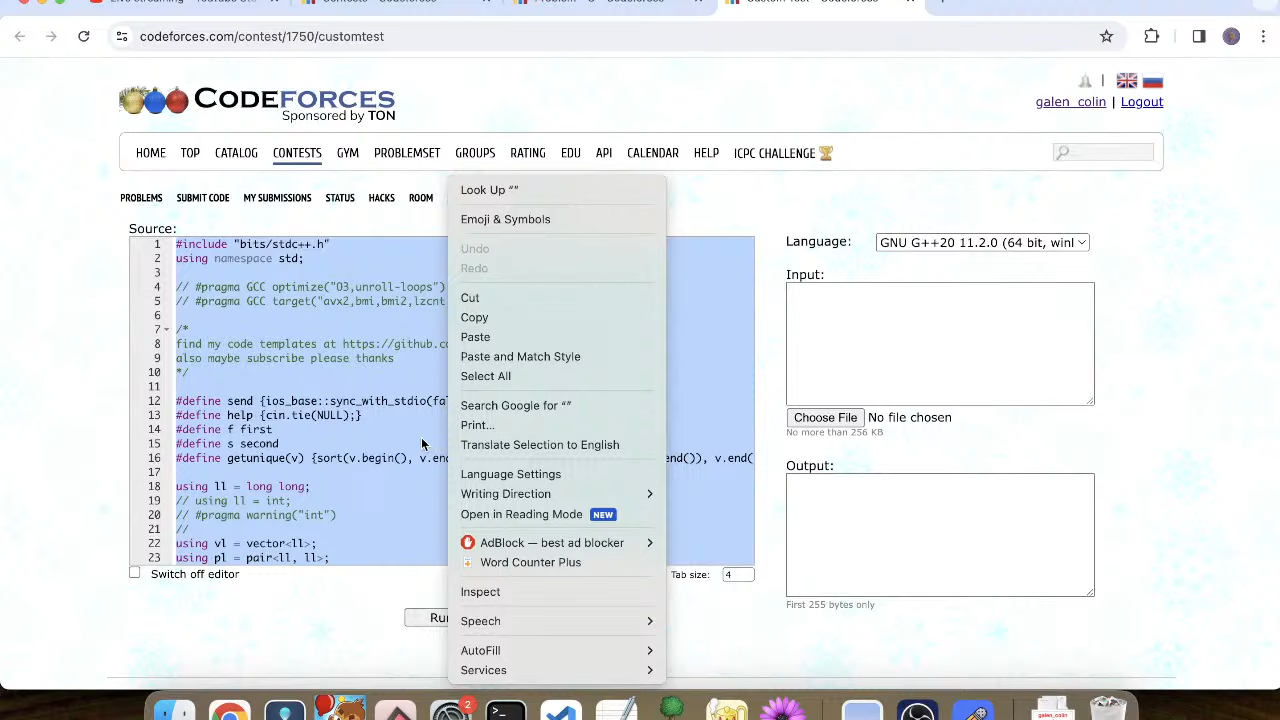 codeforces.com/contest/1750/customtest
CODEFORCES
Sponsored by TON
galen_colin | Logout
HOME TOP CATALOG CONTESTS GYM PROBLEMSET GROUPS RATING EDU API CALENDAR HELP ICPC CHALLENGE
PROBLEMS SUBMIT CODE MY SUBMISSIONS STATUS HACKS ROOM
Source:
1 #include "bits/stdc++.h"
2 using namespace std;
3
4 // #pragma GCC optimize("O3,unroll-loops")
5 // #pragma GCC target("avx2,bmi,bmi2,lzcnt
6
7 /*
8 find my code templates at https://github.co
9 also maybe subscribe please thanks
10 */
11
12 #define send {ios_base::sync_with_stdio(fal
13 #define help {cin.tie(NULL);}
14 #define f first
15 #define s second
16 #define getunique(v) {sort(v.begin(), v.en end()), v.end(
17
18 using ll = long long;
19 // using ll = int;
20 // #pragma warning("int")
21 //
22 using vl = vector<ll>;
23 using pl = pair<ll, ll>;
Switch off editor
Tab size: 4
Run
Look Up “”
Emoji & Symbols
Undo
Redo
Cut
Copy
Paste
Paste and Match Style
Select All
Search Google for “”
Print...
Translate Selection to English
Language Settings
Writing Direction
Open in Reading Mode NEW
AdBlock — best ad blocker
Word Counter Plus
Inspect
Speech
AutoFill
Services
Language: GNU G++20 11.2.0 (64 bit, winl
Input:
Choose File No file chosen
No more than 256 KB
Output:
First 255 bytes only
2
galen_colin